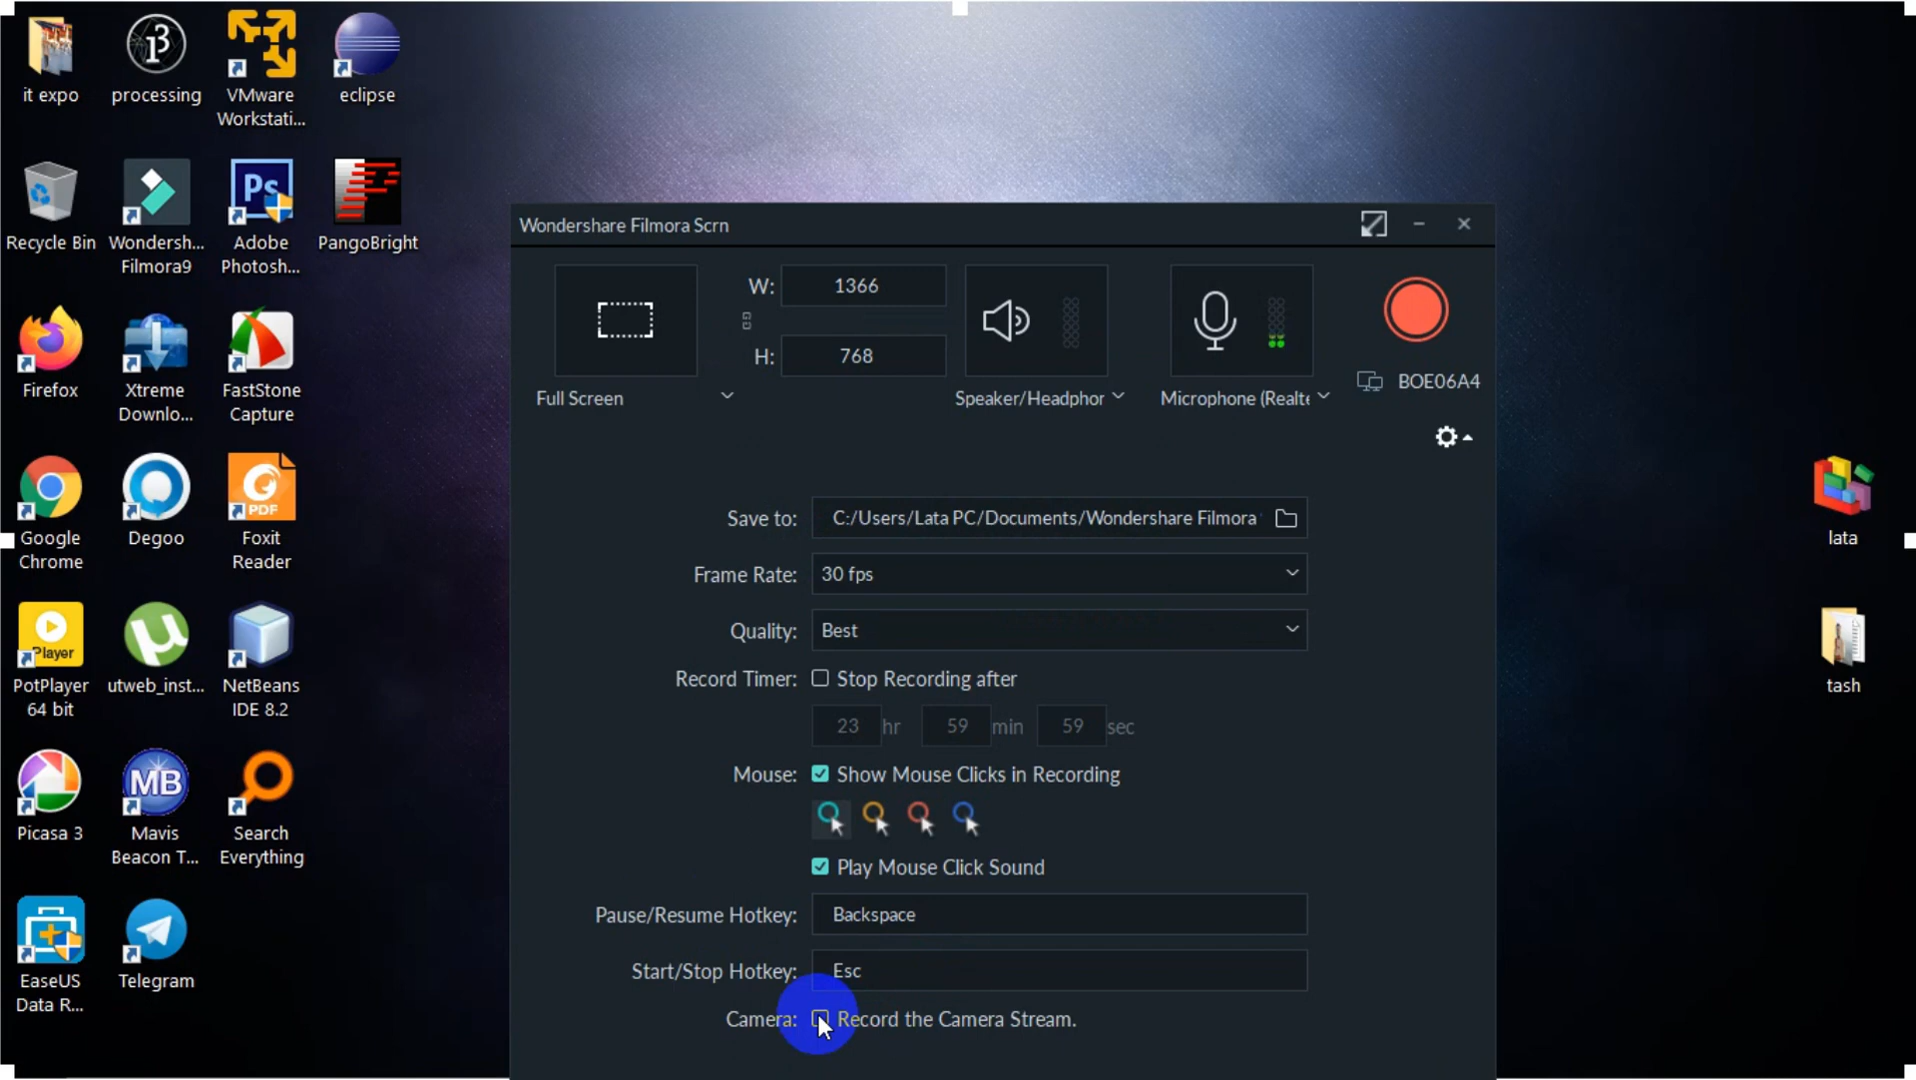 it expo
processing
VMware
Workstati...
eclipse
Recycle Bin
Wondersh...
Filmora9
Ps
Adobe
Photosh...
PangoBright
Firefox
Xtreme
Downlo...
FastStone
Capture
Google
Chrome
Degoo
PDF
Foxit
Reader
Player
PotPlayer
64 bit
utweb_inst...
NetBeans
IDE 8.2
Picasa 3
MB
Mavis
Beacon T...
Search
Everything
EaseUS
Data R...
Telegram
Wondershare Filmora Scrn
W: 1366
H: 768
Full Screen
Speaker/Headphor
Microphone (Realte
BOE06A4
Save to: C:/Users/Lata PC/Documents/Wondershare Filmora
Frame Rate: 30 fps
Quality: Best
Record Timer: Stop Recording after
23 hr 59 min 59 sec
Mouse: Show Mouse Clicks in Recording
Play Mouse Click Sound
Pause/Resume Hotkey: Backspace
Start/Stop Hotkey: Esc
Camera: Record the Camera Stream.
lata
tash